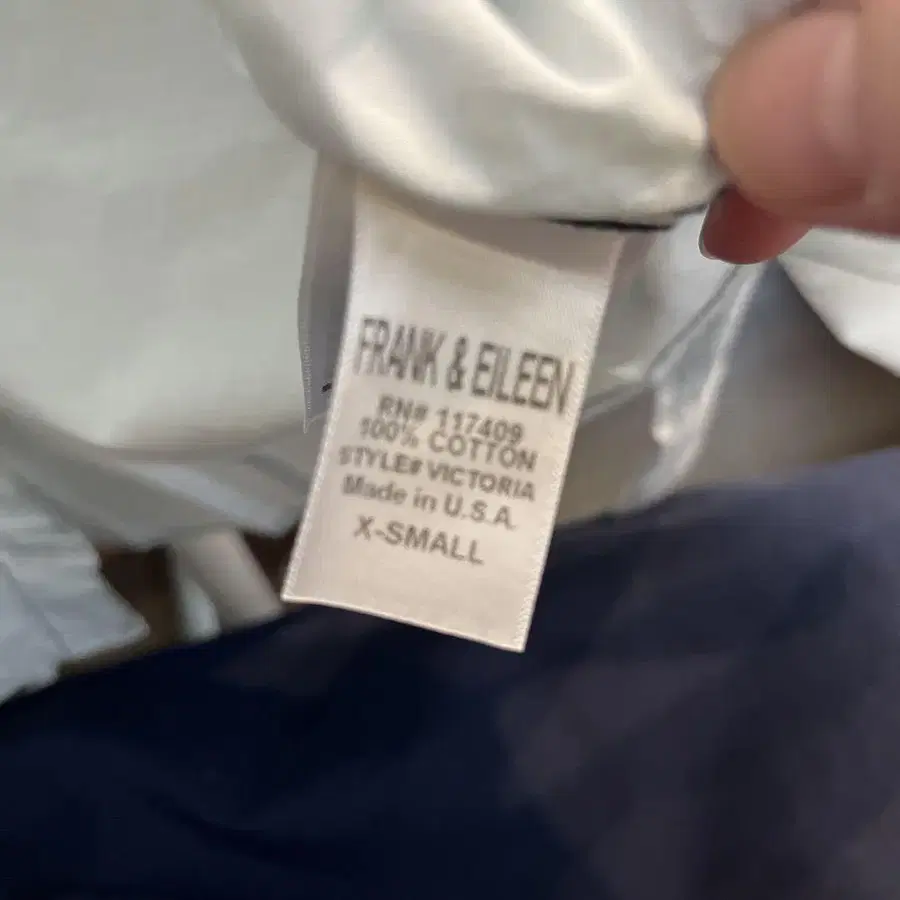 FRANK & EILEEN
RN# 117409
100% COTTON
STYLE# VICTORIA
Made in U.S.A.
X-SMALL